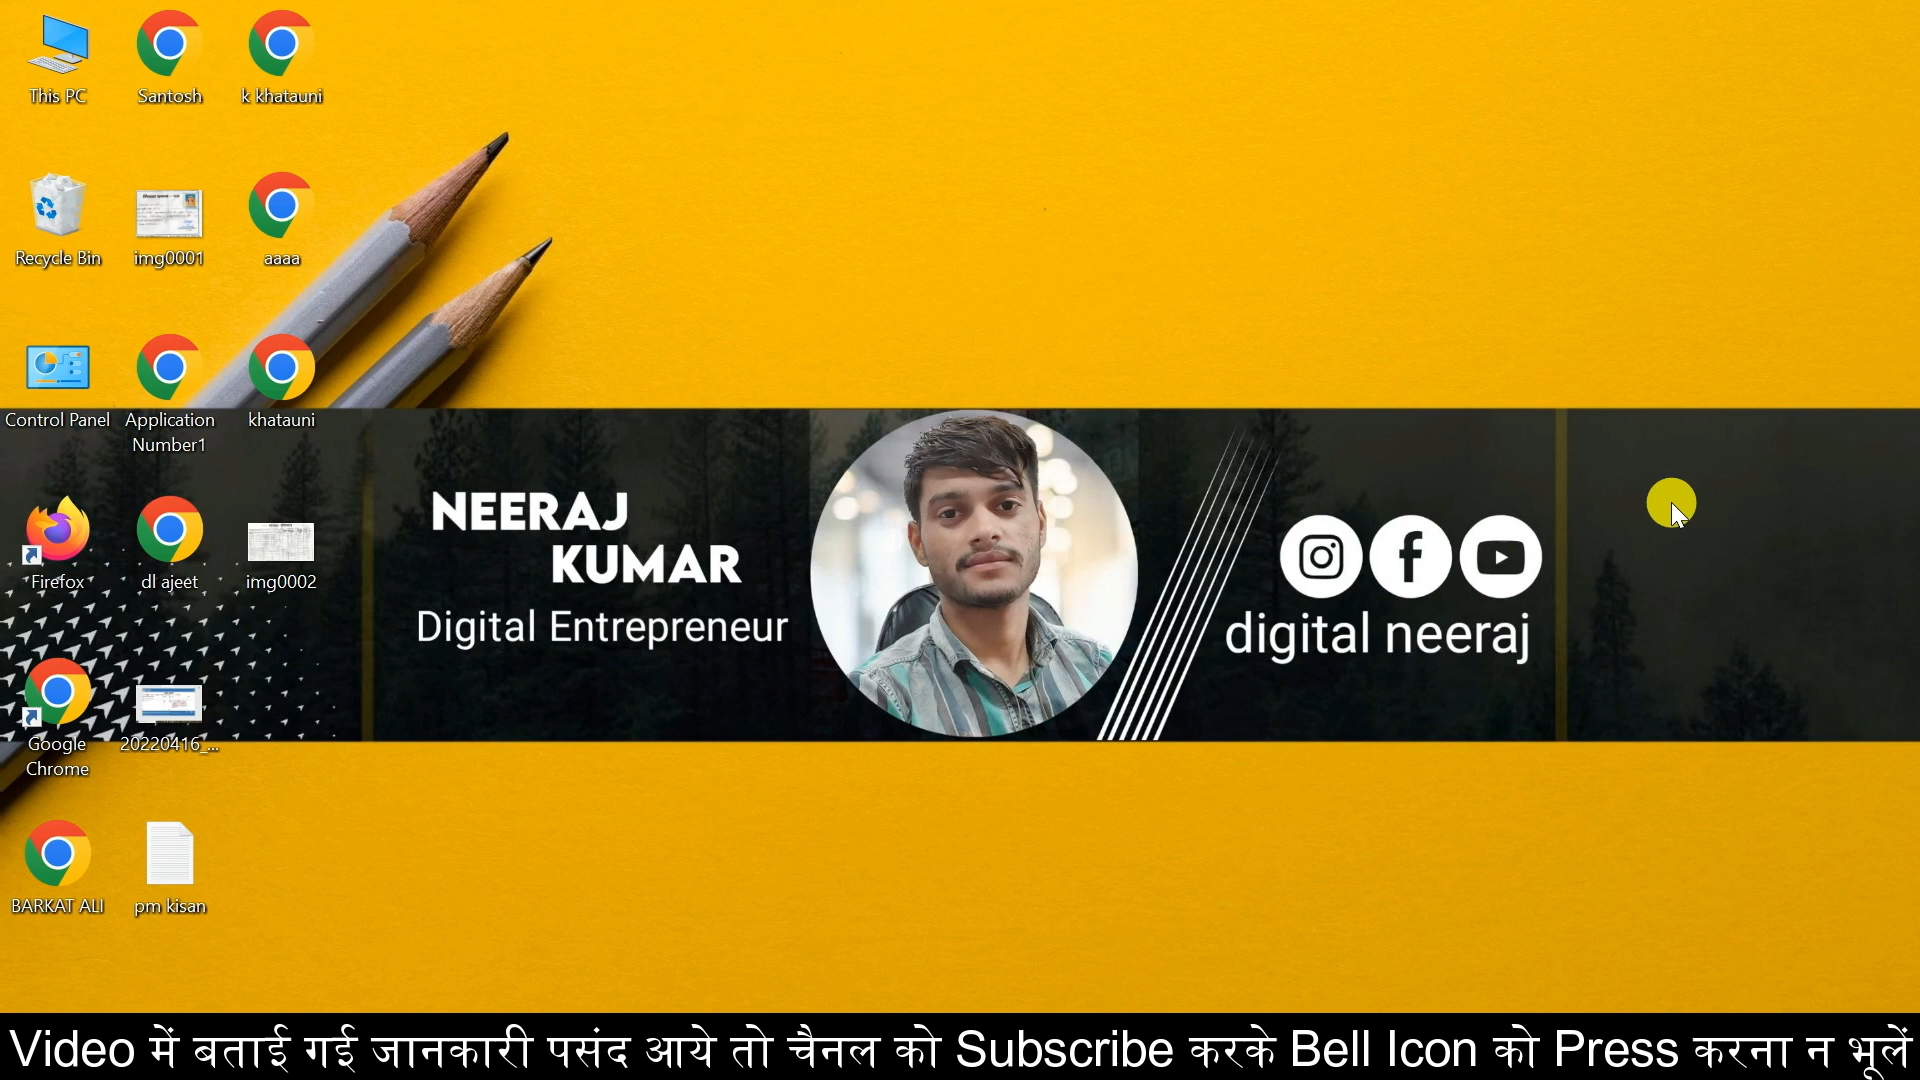 This PC
Santosh
k khatauni
Recycle Bin
img0001
aaaa
Control Panel
Application
Number1
khatauni
Firefox
dl ajeet
img0002
Google
Chrome
20220416_...
BARKAT ALI
pm kisan
NEERAJ
KUMAR
Digital Entrepreneur
digital neeraj
Video में बताई गई जानकारी पसंद आये तो चैनल को Subscribe करके Bell Icon को Press करना न भूलें